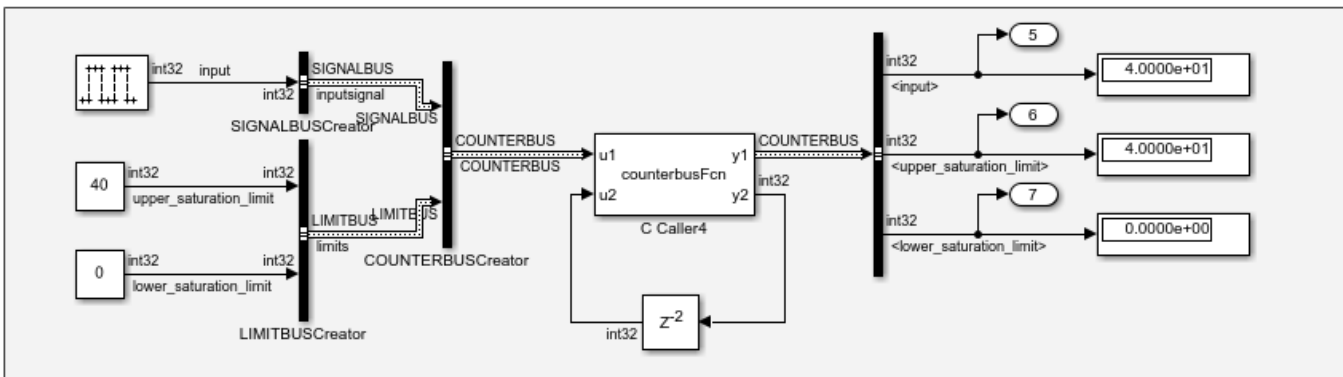 int32 input
int32
SIGNALBUS
inputsignal
SIGNALBUS
SIGNALBUSCreator
40
int32 int32
upper_saturation_limit
0
int32 int32
lower_saturation_limit
LIMITBUS
LIMITBUS
limits
LIMITBUSCreator
COUNTERBUS
COUNTERBUS
COUNTERBUSCreator
u1 y1
counterbusFcn
u2 y2
C Caller4
COUNTERBUS
int32
Z-2
int32
int32
<input>
5
4.0000e+01
int32
<upper_saturation_limit>
6
4.0000e+01
int32
<lower_saturation_limit>
7
0.0000e+00